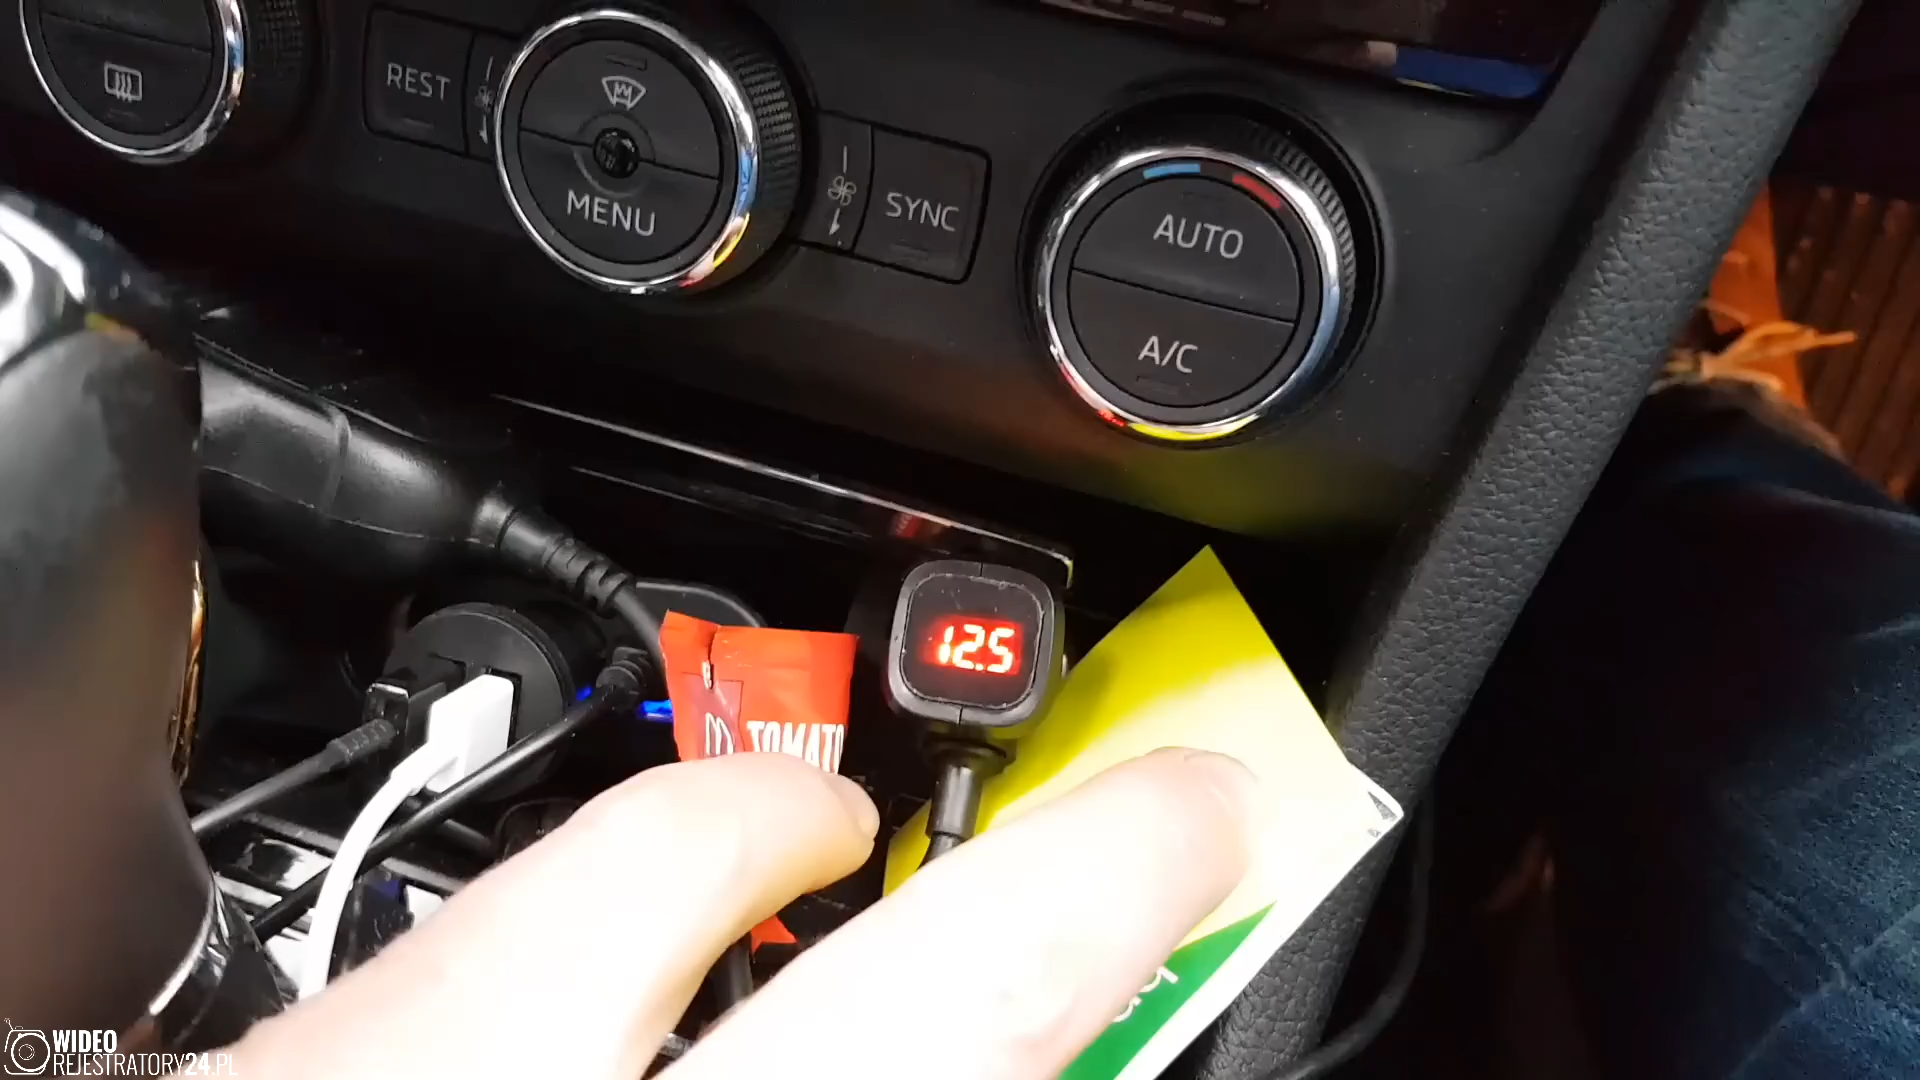 REST
MENU
SYNC
AUTO
A/C
12.5
TOMATO
WIDEO
REJESTRATORY24.PL